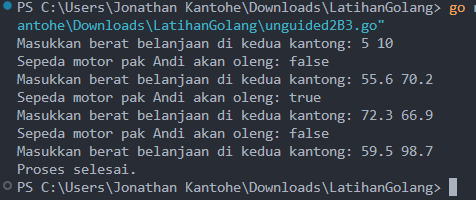 PS C:\Users\Jonathan Kantohe\Downloads\LatihanGolang> go
antohe\Downloads\LatihanGolang\unguided2B3.go"
Masukkan berat belanjaan di kedua kantong: 5 10
Sepeda motor pak Andi akan oleng: false
Masukkan berat belanjaan di kedua kantong: 55.6 70.2
Sepeda motor pak Andi akan oleng: true
Masukkan berat belanjaan di kedua kantong: 72.3 66.9
Sepeda motor pak Andi akan oleng: false
Masukkan berat belanjaan di kedua kantong: 59.5 98.7
Proses selesai.
PS C:\Users\Jonathan Kantohe\Downloads\LatihanGolang>